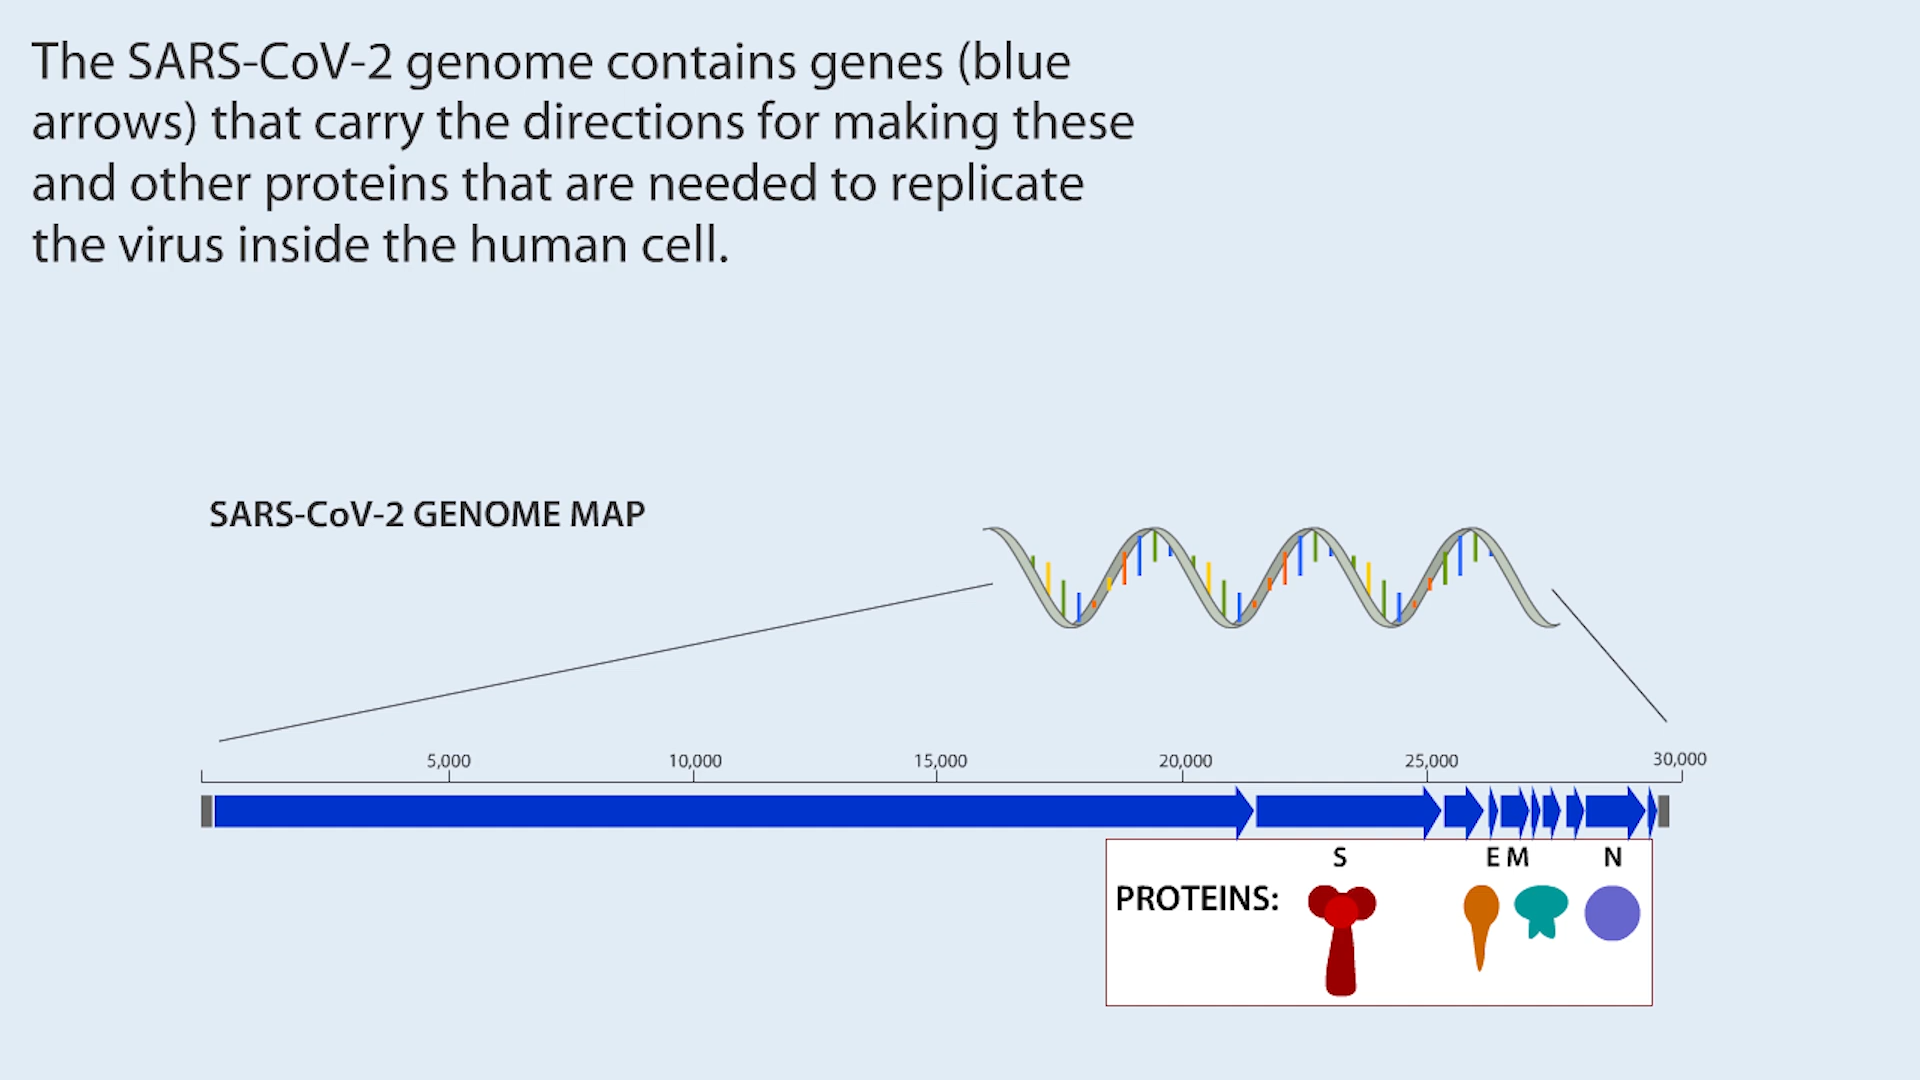 The SARS-CoV-2 genome contains genes (blue
arrows) that carry the directions for making these
and other proteins that are needed to replicate
the virus inside the human cell.
SARS-CoV-2 GENOME MAP
5,000 10,000 15,000 20,000 25,000 30,000
S E M N
PROTEINS: